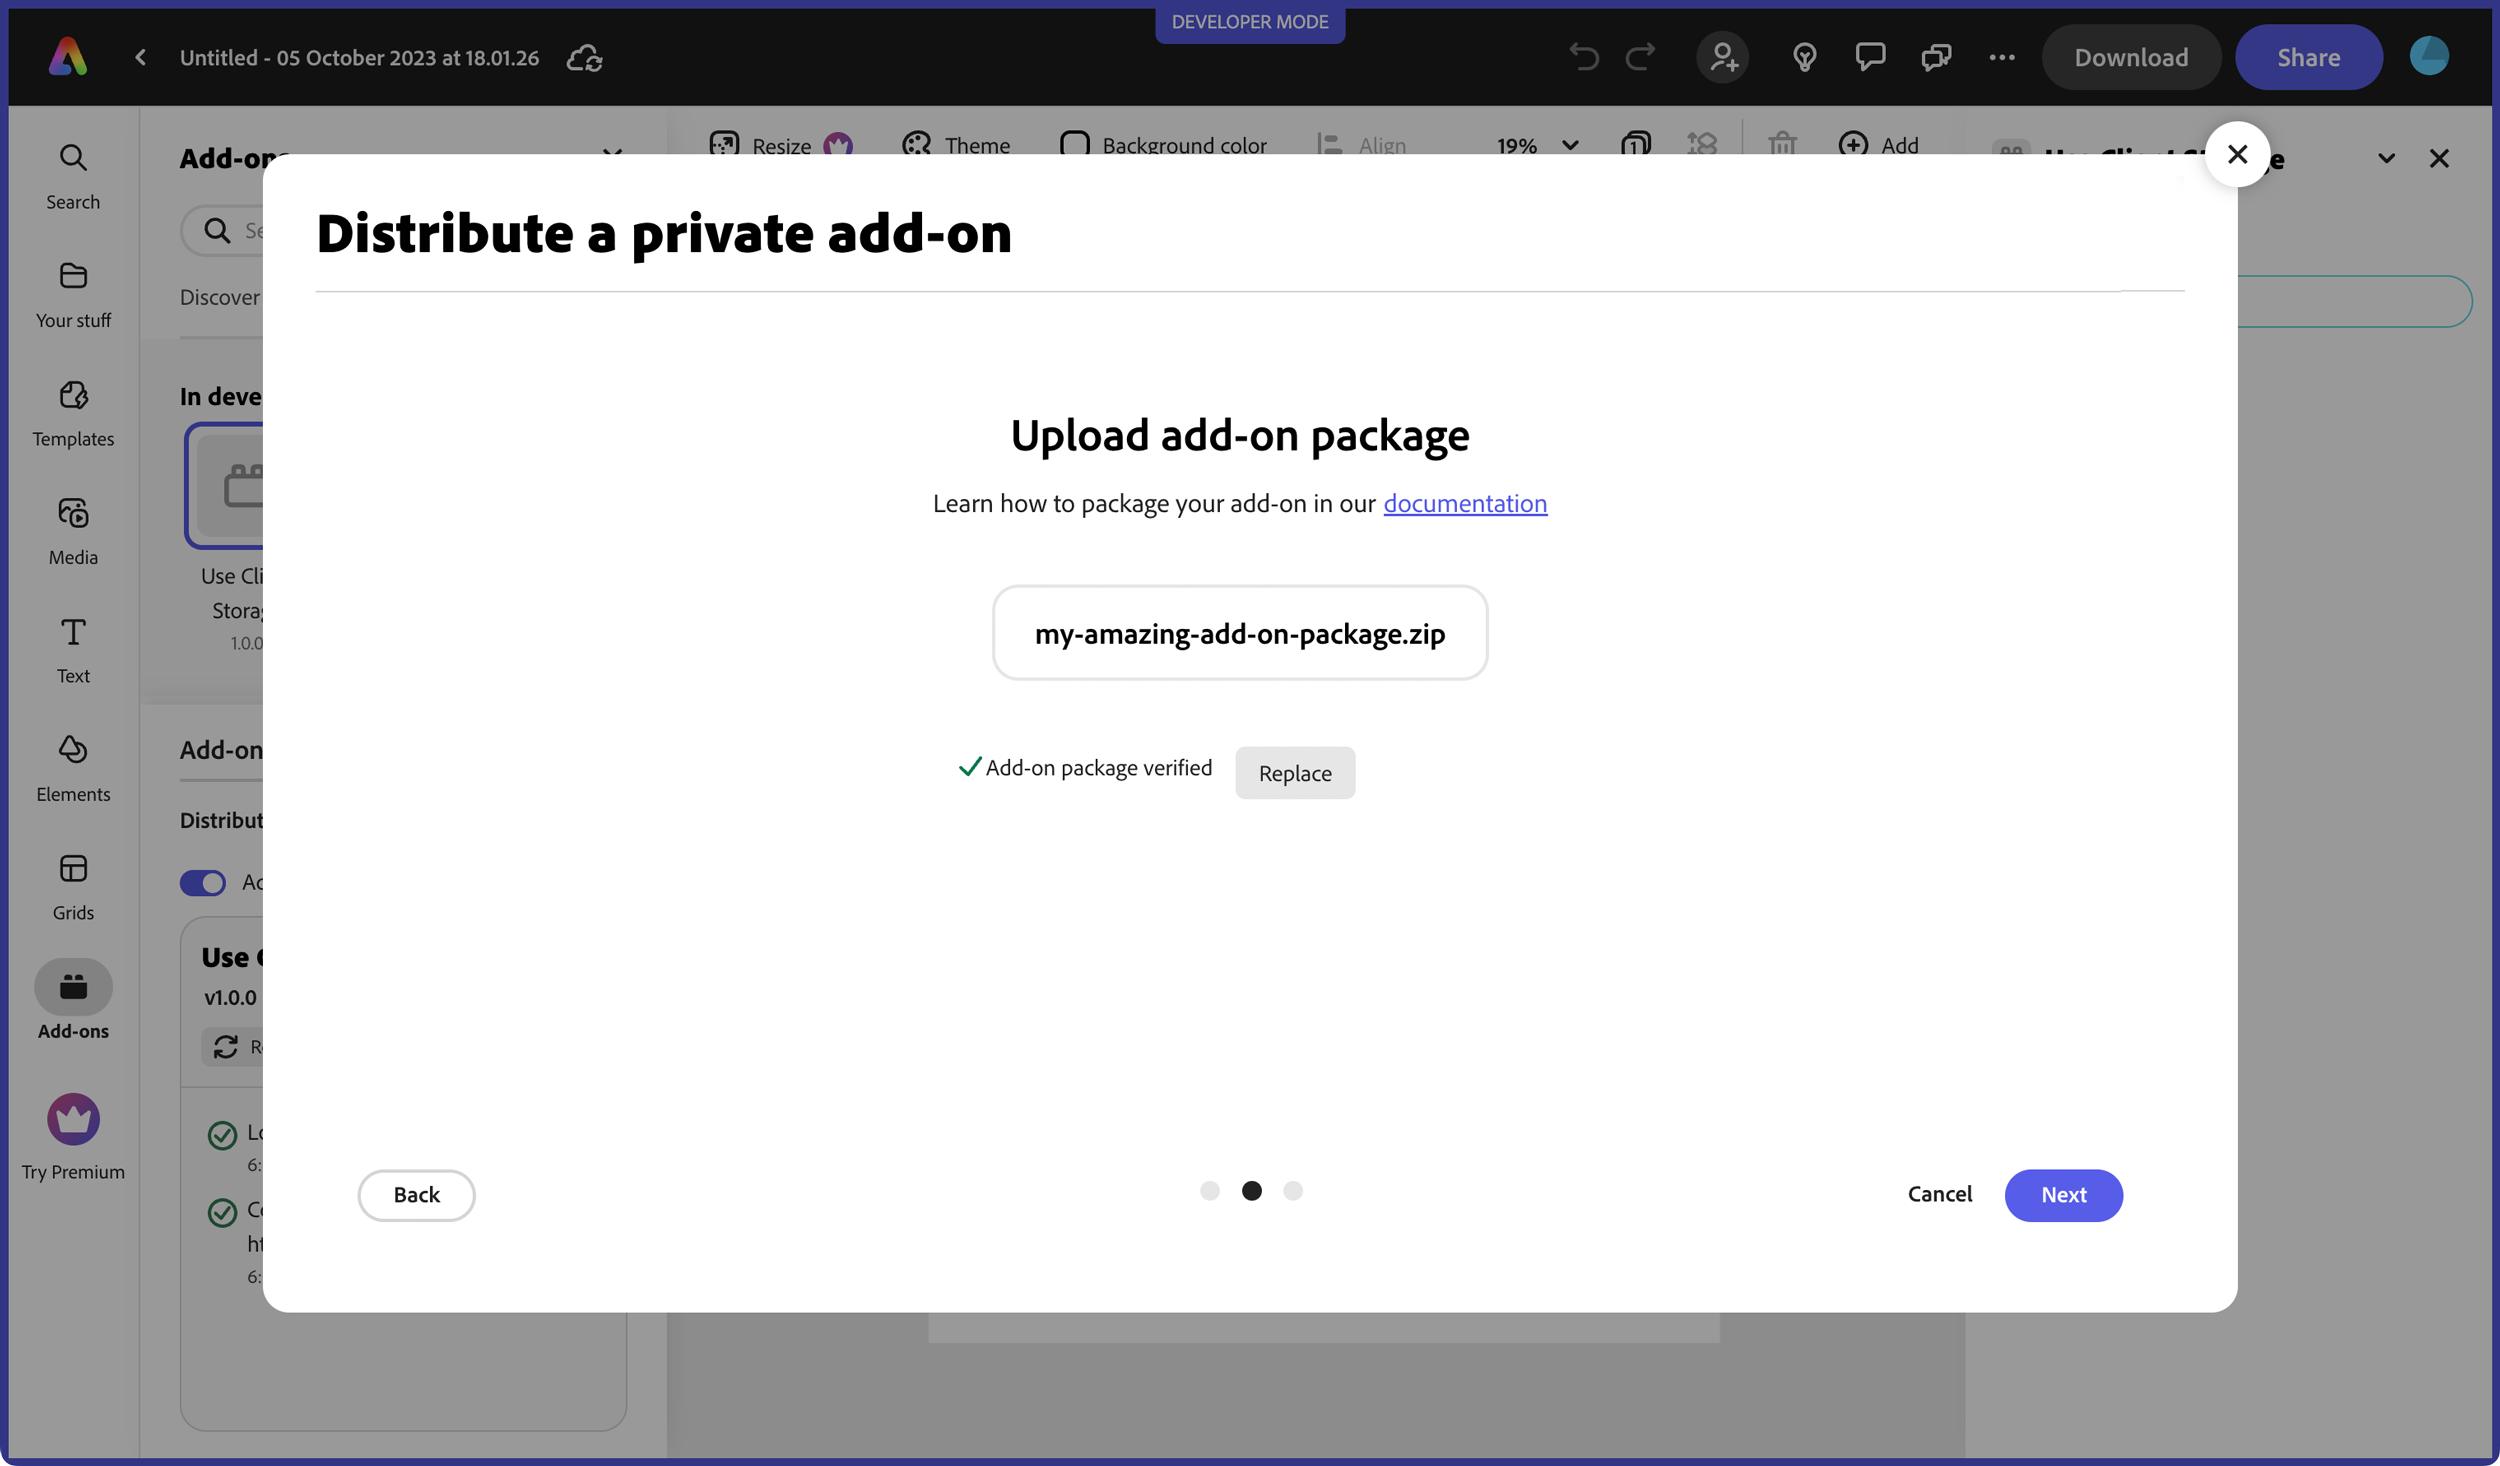 DEVELOPER MODE
Untitled - 05 October 2023 at 18.01.26
Download
Share
Search
Your stuff
Templates
Media
Text
Elements
Grids
Add-ons
Try Premium
Discover
In deve
Use Cli
Storag
1.0.0
Add-on
Distribut
Use
v1.0.0
6:
6:
Resize
Theme
Background color
Align
19%
1
Add
Distribute a private add-on
Upload add-on package
Learn how to package your add-on in our documentation
my-amazing-add-on-package.zip
Add-on package verified
Replace
Back
Cancel
Next